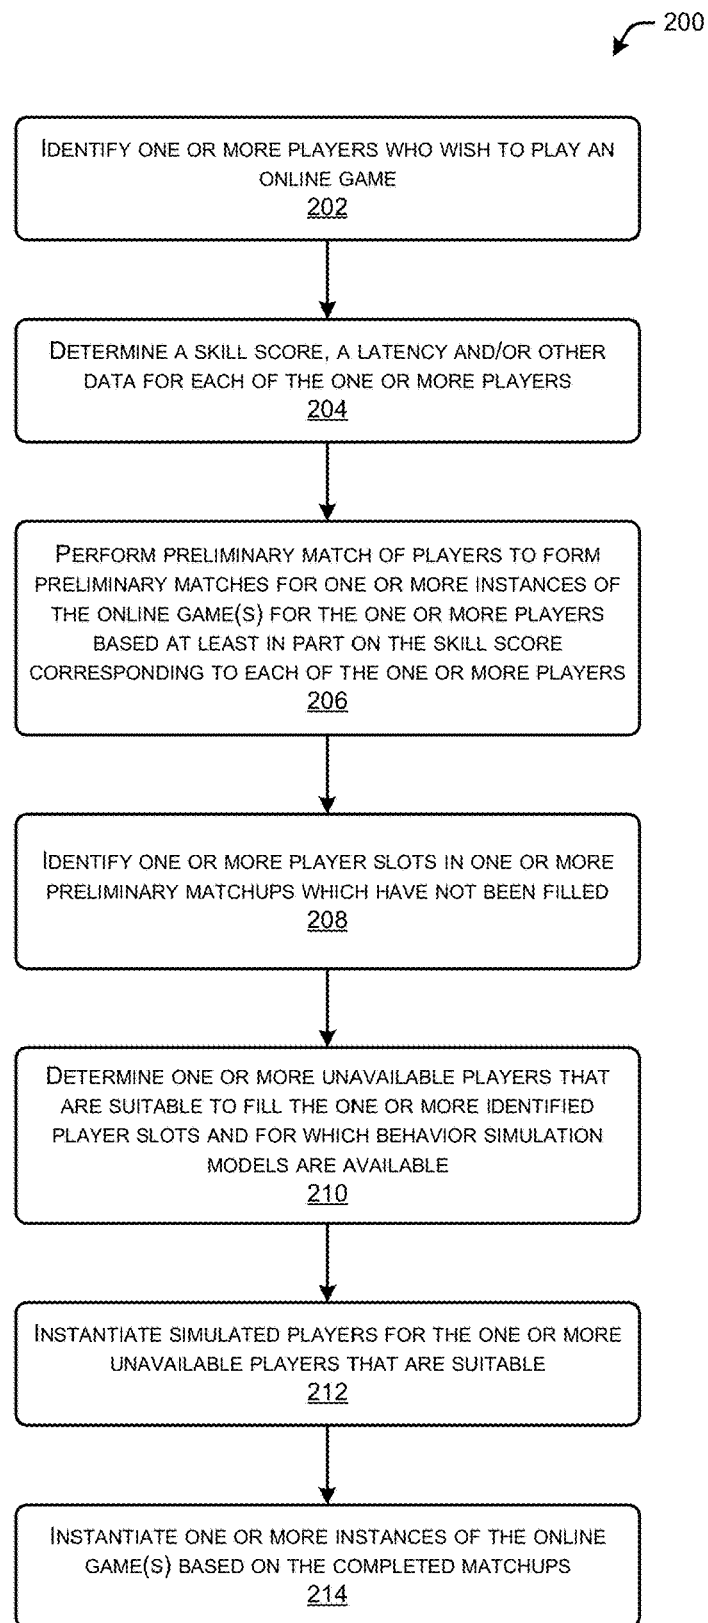 200
IDENTIFY ONE OR MORE PLAYERS WHO WISH TO PLAY AN
ONLINE GAME
202
DETERMINE A SKILL SCORE, A LATENCY AND/OR OTHER
DATA FOR EACH OF THE ONE OR MORE PLAYERS
204
PERFORM PRELIMINARY MATCH OF PLAYERS TO FORM
PRELIMINARY MATCHES FOR ONE OR MORE INSTANCES OF
THE ONLINE GAME(S) FOR THE ONE OR MORE PLAYERS
BASED AT LEAST IN PART ON THE SKILL SCORE
CORRESPONDING TO EACH OF THE ONE OR MORE PLAYERS
206
IDENTIFY ONE OR MORE PLAYER SLOTS IN ONE OR MORE
PRELIMINARY MATCHUPS WHICH HAVE NOT BEEN FILLED
208
DETERMINE ONE OR MORE UNAVAILABLE PLAYERS THAT
ARE SUITABLE TO FILL THE ONE OR MORE IDENTIFIED
PLAYER SLOTS AND FOR WHICH BEHAVIOR SIMULATION
MODELS ARE AVAILABLE
210
INSTANTIATE SIMULATED PLAYERS FOR THE ONE OR MORE
UNAVAILABLE PLAYERS THAT ARE SUITABLE
212
INSTANTIATE ONE OR MORE INSTANCES OF THE ONLINE
GAME(S) BASED ON THE COMPLETED MATCHUPS
214